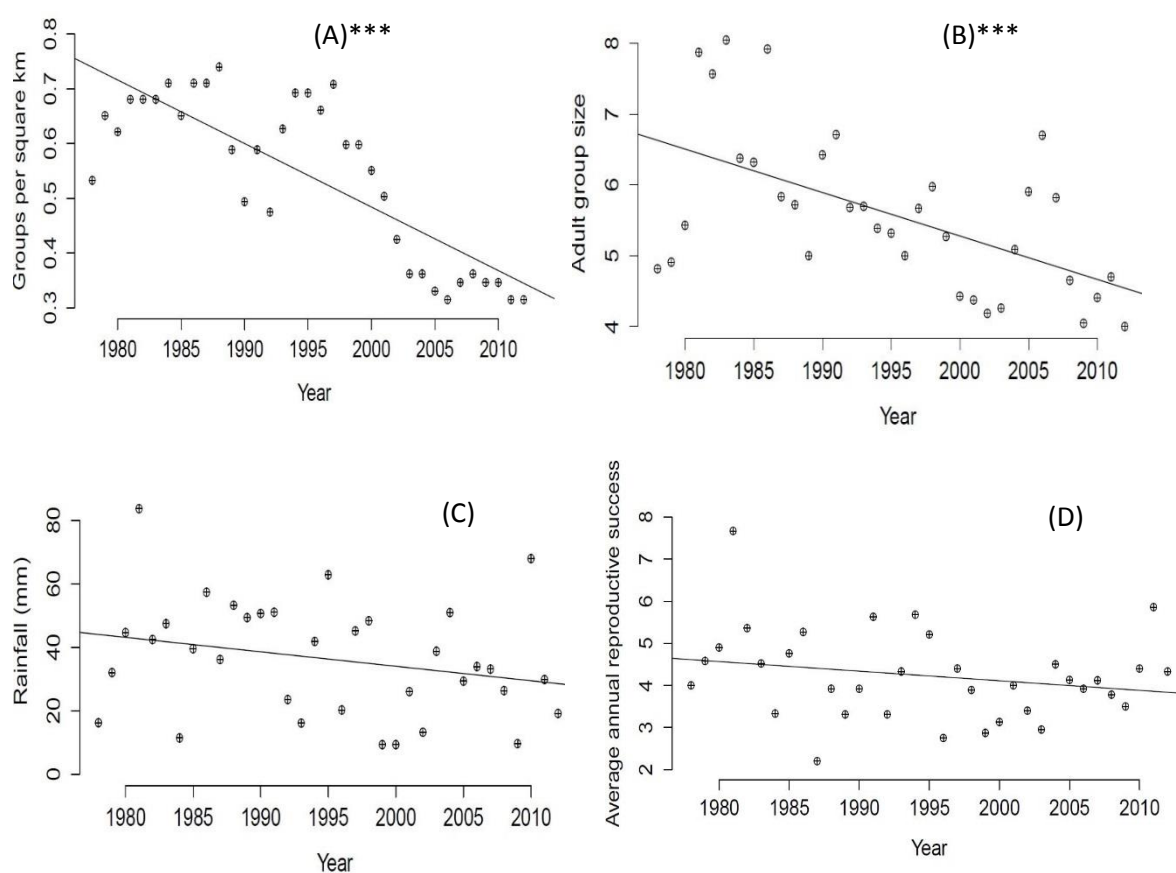 (A)***
Groups per square km
0.8
0.7
0.6
0.5
0.4
0.3
1980 1985 1990 1995 2000 2005 2010
Year
(B)***
Adult group size
8
7
6
5
4
1980 1985 1990 1995 2000 2005 2010
Year
(C)
Rainfall (mm)
80
60
40
20
0
1980 1985 1990 1995 2000 2005 2010
Year
(D)
Average annual reproductive success
8
7
6
5
4
3
2
1980 1985 1990 1995 2000 2005 2010
Year